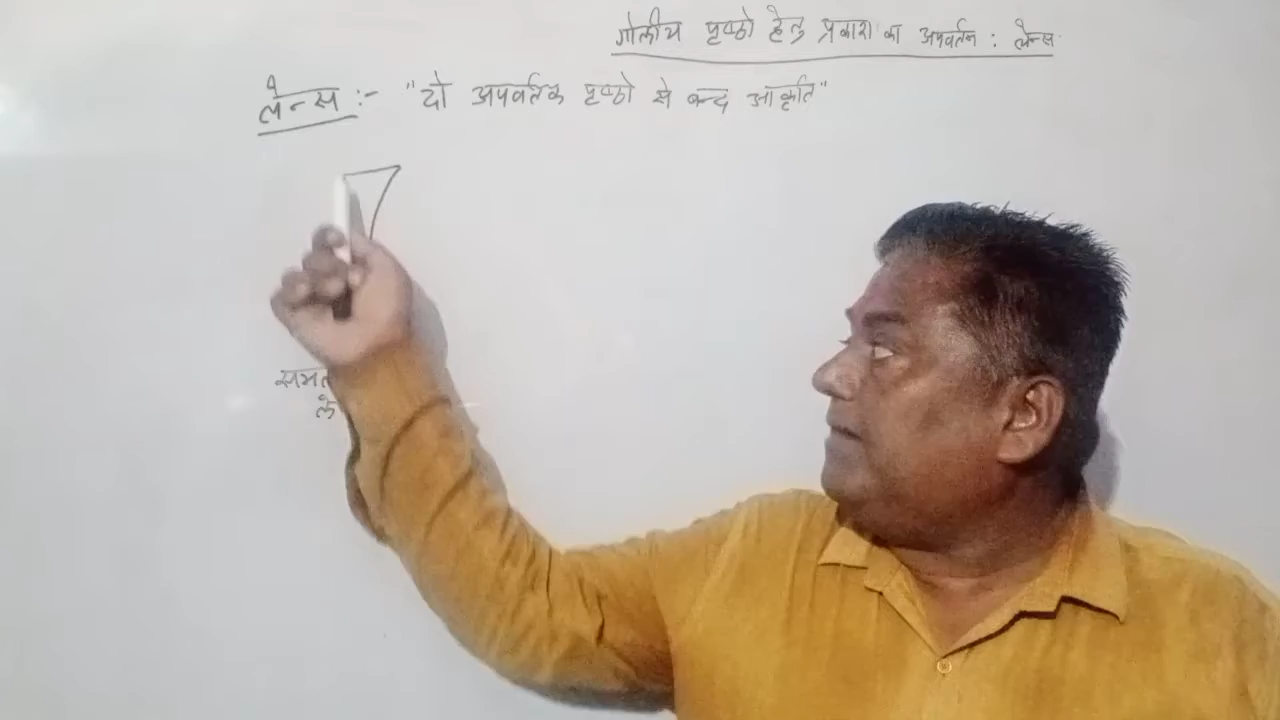 गोलीय पृष्ठो हेतु प्रकाश का अपवर्तन : लेन्स
लेन्स :- "दो अपवर्तक पृष्ठो से बन्द आकृति"